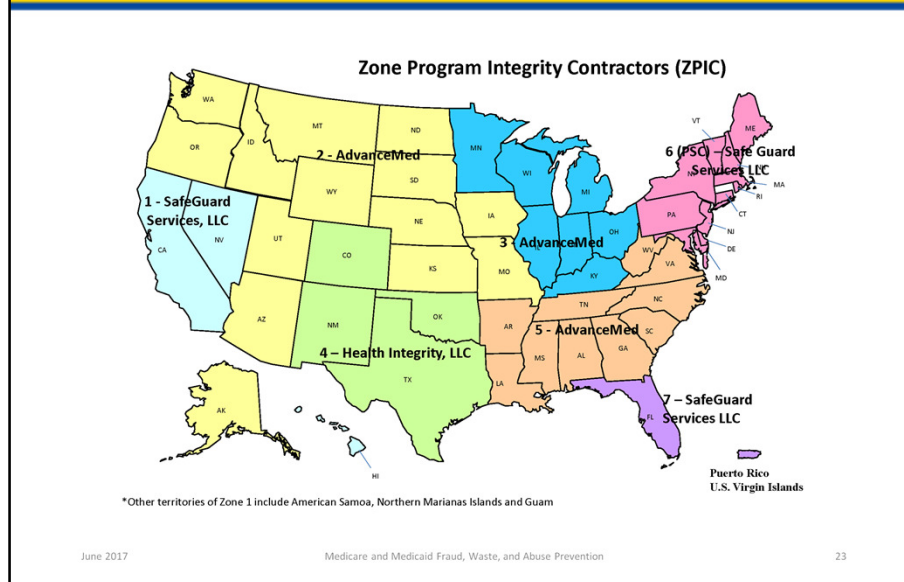 Zone Program Integrity Contractors (ZPIC)
WA
MT
ND
MN
VT
ME
OR
ID
2 - AdvanceMed
6 (PSC) – Safe Guard
Services LLC
WI
MI
SD
WY
MA
RI
1 - SafeGuard
Services, LLC
PA
CT
NE
IA
NJ
NV
OH
3 - AdvanceMed
DE
CA
UT
CO
WV
VA
KS
MO
KY
MD
NC
TN
AZ
NM
OK
AR
5 - AdvanceMed
SC
4 – Health Integrity, LLC
MS
AL
GA
TX
LA
7 – SafeGuard
Services LLC
AK
FL
HI
Puerto Rico
U.S. Virgin Islands
*Other territories of Zone 1 include American Samoa, Northern Marianas Islands and Guam
June 2017
Medicare and Medicaid Fraud, Waste, and Abuse Prevention
23